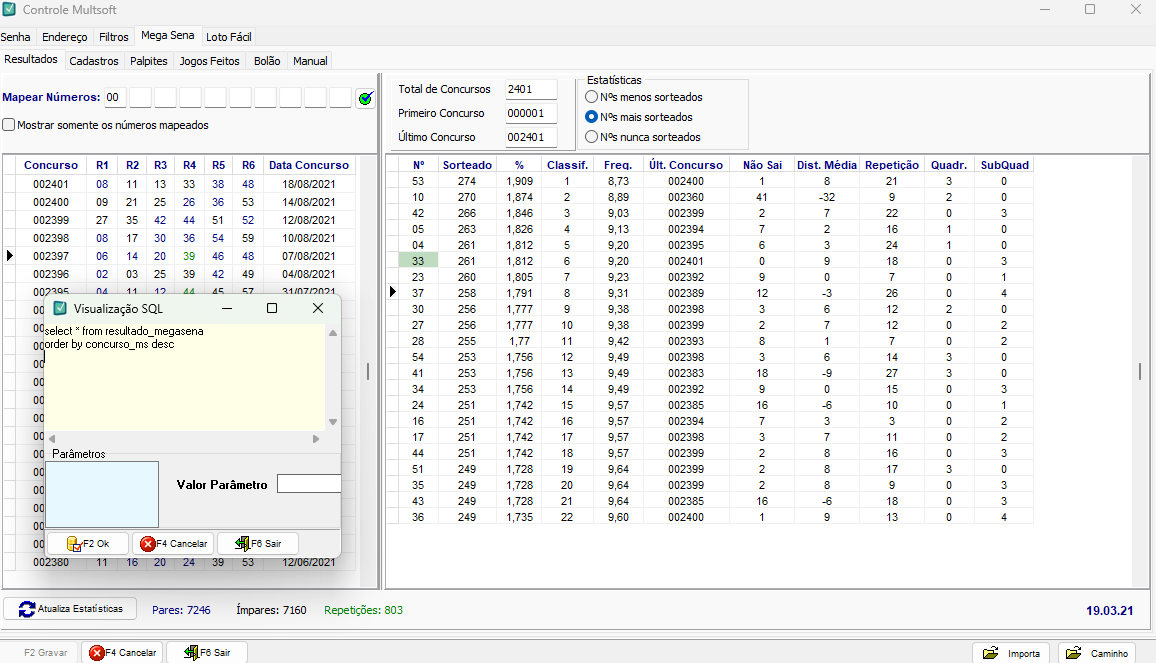 Controle Multsoft
Senha Endereço Filtros Mega Sena Loto Fácil
Resultados Cadastros Palpites Jogos Feitos Bolão Manual
Mapear Números: 00
Mostrar somente os números mapeados
Total de Concursos 2401
Primeiro Concurso 000001
Último Concurso 002401
Estatísticas
Nºs menos sorteados
Nºs mais sorteados
Nºs nunca sorteados
Concurso R1 R2 R3 R4 R5 R6 Data Concurso
002401 08 11 13 33 38 48 18/08/2021
002400 09 21 25 26 36 53 14/08/2021
002399 27 35 42 44 51 52 12/08/2021
002398 08 17 30 36 54 59 10/08/2021
002397 06 14 20 39 46 48 07/08/2021
002396 02 03 25 39 42 49 04/08/2021
002395 04 11 12 44 45 57 31/07/2021
00
00
00
00
00
00
00
00
00
00
00
00
00
00
002380 11 16 20 24 39 53 12/06/2021
Visualização SQL
select * from resultado_megasena
order by concurso_ms desc
Parâmetros
Valor Parâmetro
F2 Ok F4 Cancelar F6 Sair
Nº Sorteado % Classif. Freq. Últ. Concurso Não Sai Dist. Média Repetição Quadr. SubQuad
53 274 1,909 1 8,73 002400 1 8 21 3 0
10 270 1,874 2 8,89 002360 41 -32 9 2 0
42 266 1,846 3 9,03 002399 2 7 22 0 3
05 263 1,826 4 9,13 002394 7 2 16 1 0
04 261 1,812 5 9,20 002395 6 3 24 1 0
33 261 1,812 6 9,20 002401 0 9 18 0 3
23 260 1,805 7 9,23 002392 9 0 7 0 1
37 258 1,791 8 9,31 002389 12 -3 26 0 4
30 256 1,777 9 9,38 002398 3 6 12 2 0
27 256 1,777 10 9,38 002399 2 7 12 0 2
28 255 1,77 11 9,42 002393 8 1 7 0 2
54 253 1,756 12 9,49 002398 3 6 14 3 0
41 253 1,756 13 9,49 002383 18 -9 27 3 0
34 253 1,756 14 9,49 002392 9 0 15 0 3
24 251 1,742 15 9,57 002385 16 -6 10 0 1
16 251 1,742 16 9,57 002394 7 3 3 0 2
17 251 1,742 17 9,57 002398 3 7 11 0 2
44 251 1,742 18 9,57 002399 2 8 16 0 3
51 249 1,728 19 9,64 002399 2 8 17 3 0
35 249 1,728 20 9,64 002399 2 8 9 0 3
43 249 1,728 21 9,64 002385 16 -6 18 0 3
36 249 1,735 22 9,60 002400 1 9 13 0 4
Atualiza Estatísticas Pares: 7246 Ímpares: 7160 Repetições: 803 19.03.21
F2 Gravar F4 Cancelar F6 Sair Importa Caminho